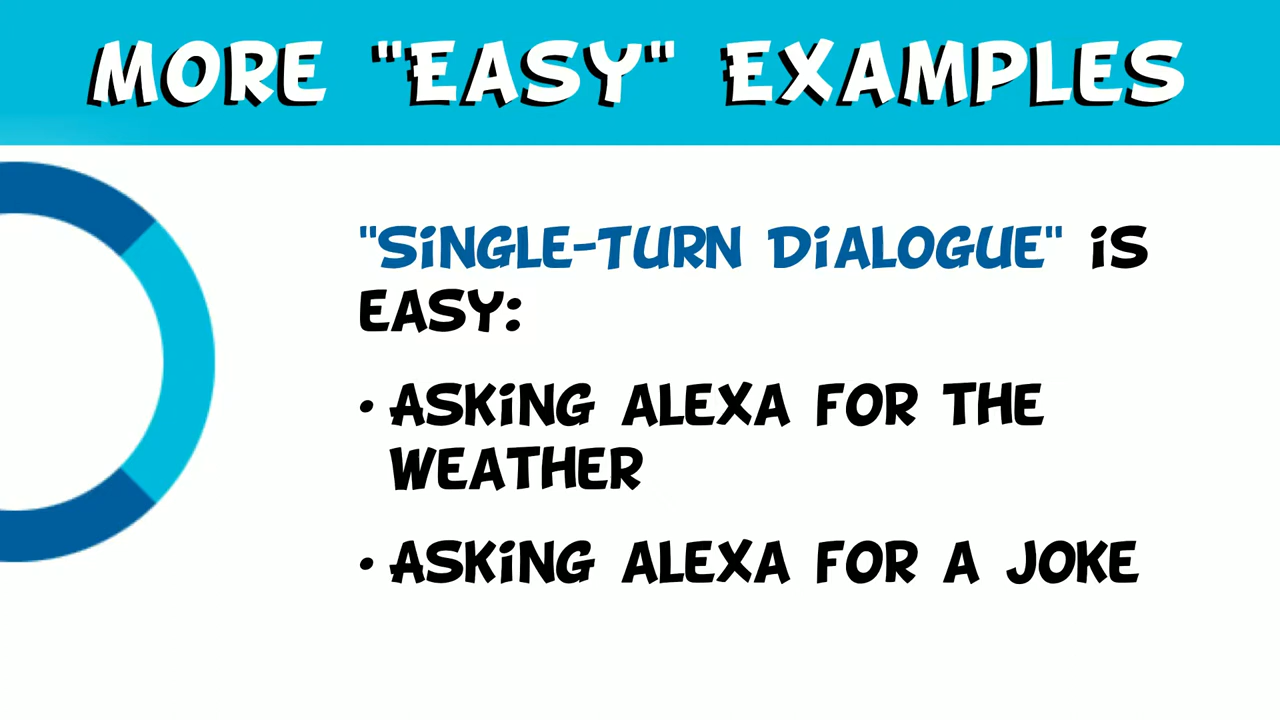 MORE "EASY" EXAMPLES
"SiNGLE-TURN DiALOGUE" iS
EASY:
• ASKiNG ALEXA FOR THE
WEATHER
• ASKiNG ALEXA FOR A JOKE